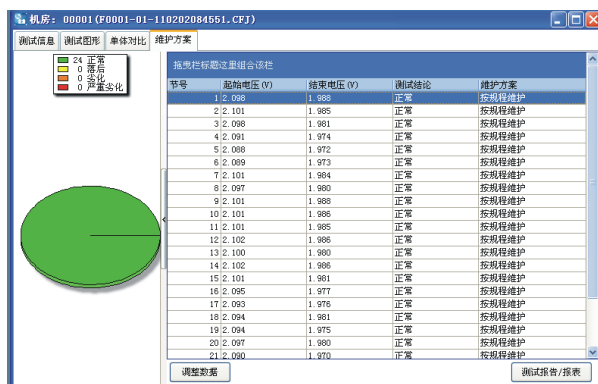 机房: 00001(F0001-01-110202084551.CFJ)
测试信息 测试图形 单体对比 维护方案
24 正常
0 落后
0 劣化
0 严重劣化
拖曳栏标题这里组合该栏
节号 起始电压(V) 结束电压(V) 测试结论 维护方案
1 2.098 1.988 正常 按规程维护
2 2.101 1.985 正常 按规程维护
3 2.098 1.981 正常 按规程维护
4 2.091 1.974 正常 按规程维护
5 2.088 1.972 正常 按规程维护
6 2.089 1.973 正常 按规程维护
7 2.101 1.984 正常 按规程维护
8 2.097 1.980 正常 按规程维护
9 2.101 1.988 正常 按规程维护
10 2.101 1.986 正常 按规程维护
11 2.101 1.985 正常 按规程维护
12 2.102 1.986 正常 按规程维护
13 2.100 1.980 正常 按规程维护
14 2.102 1.986 正常 按规程维护
15 2.101 1.981 正常 按规程维护
16 2.095 1.977 正常 按规程维护
17 2.093 1.976 正常 按规程维护
18 2.094 1.981 正常 按规程维护
19 2.094 1.975 正常 按规程维护
20 2.097 1.980 正常 按规程维护
21 2.090 1.970 正常 按规程维护
调整数据 测试报告/报表